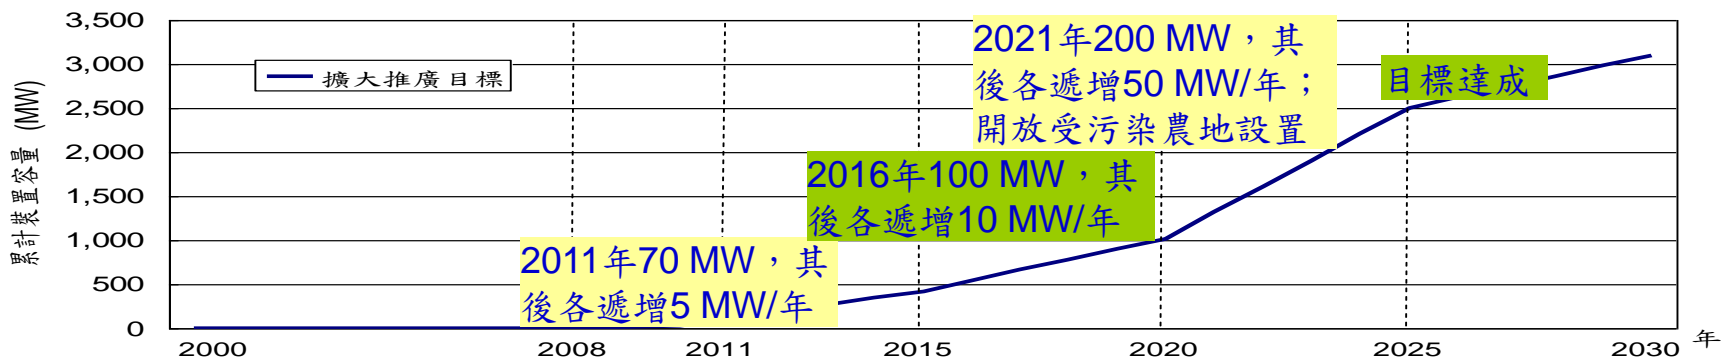 3,500
3,000
2,500
2,000
1,500
1,000
500
0
累計裝置容量 (MW)
擴大推廣目標
2021年200 MW，其
後各遞增50 MW/年；
開放受污染農地設置
目標達成
2016年100 MW，其
後各遞增10 MW/年
2011年70 MW，其
後各遞增5 MW/年
2000
2008
2011
2015
2020
2025
2030
年